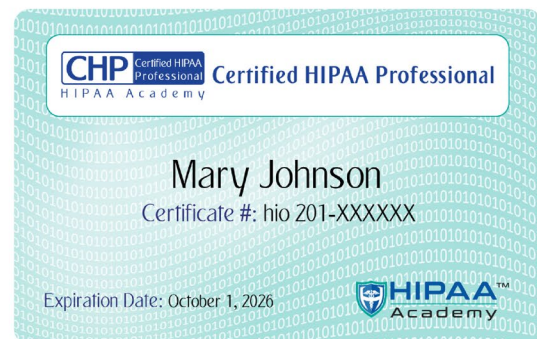 CHP Certified HIPAA
Professional
HIPAA Academy
Certified HIPAA Professional
Mary Johnson
Certificate #: hio 201-XXXXXX
Expiration Date: October 1, 2026
HIPAA™
Academy